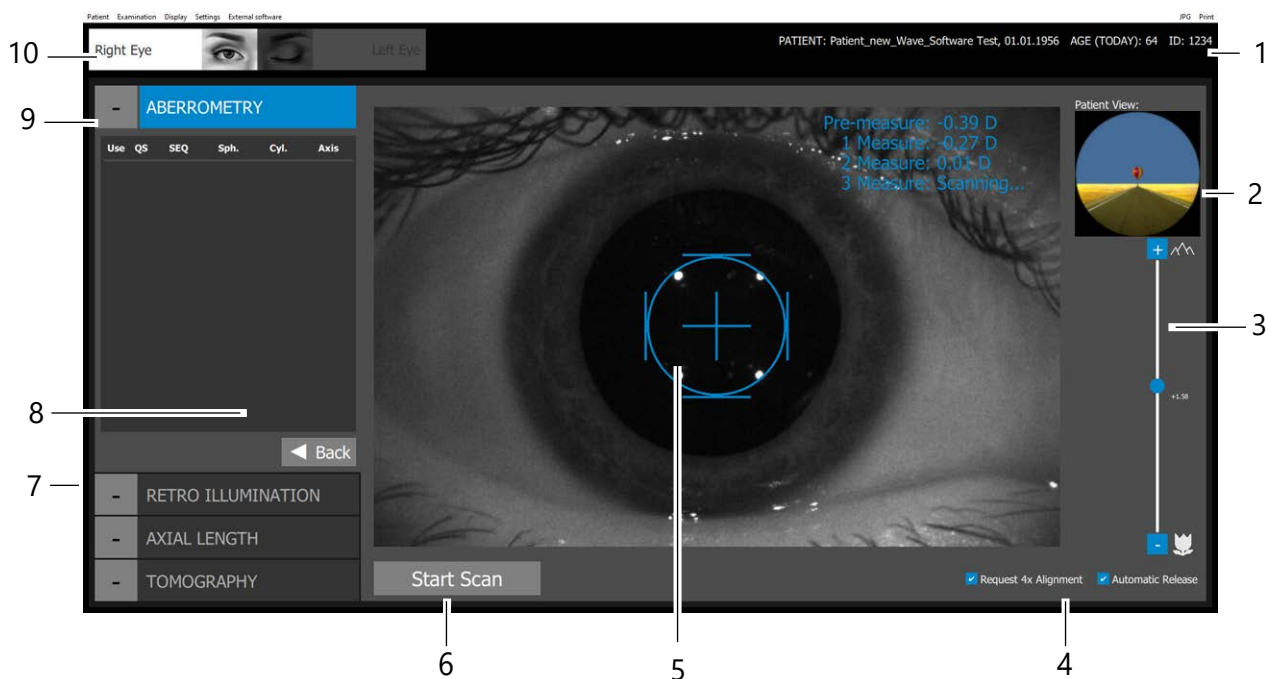 Patient Examination Display Settings External software JPG Print
10 Right Eye Left Eye PATIENT: Patient_new_Wave_Software Test, 01.01.1956 AGE (TODAY): 64 ID: 1234 1
9 - ABERROMETRY
Use QS SEQ Sph. Cyl. Axis
8
Back
7 - RETRO ILLUMINATION
- AXIAL LENGTH
- TOMOGRAPHY
Pre-measure: -0.39 D
1 Measure: -0.27 D
2 Measure: 0.01 D
3 Measure: Scanning...
Patient View:
2
+
3
+1.58
-
Start Scan Request 4x Alignment Automatic Release
6 5 4